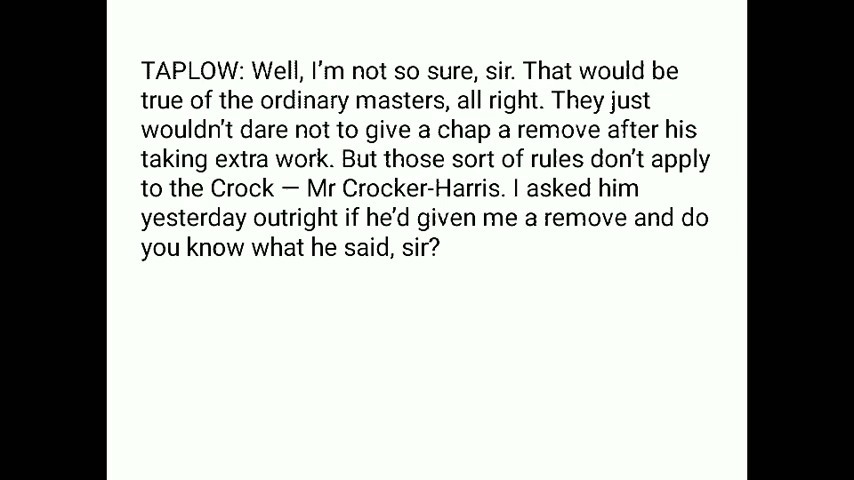 TAPLOW: Well, I’m not so sure, sir. That would be
true of the ordinary masters, all right. They just
wouldn’t dare not to give a chap a remove after his
taking extra work. But those sort of rules don’t apply
to the Crock — Mr Crocker-Harris. I asked him
yesterday outright if he’d given me a remove and do
you know what he said, sir?